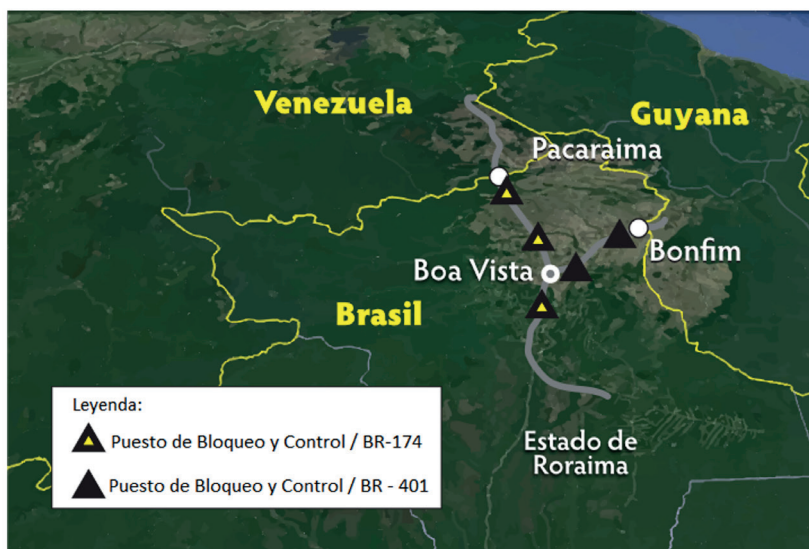 Venezuela
Guyana
Pacaraima
Boa Vista
Bonfim
Brasil
Leyenda:
Puesto de Bloqueo y Control / BR-174
Puesto de Bloqueo y Control / BR - 401
Estado de
Roraima